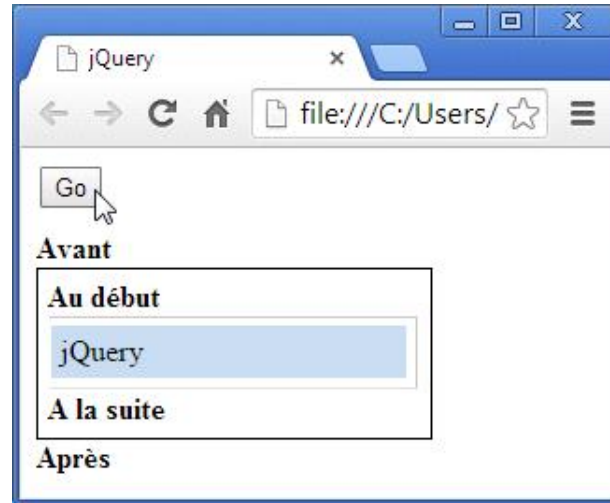 jQuery
file:///C:/Users/
Go
Avant
Au début
jQuery
A la suite
Après